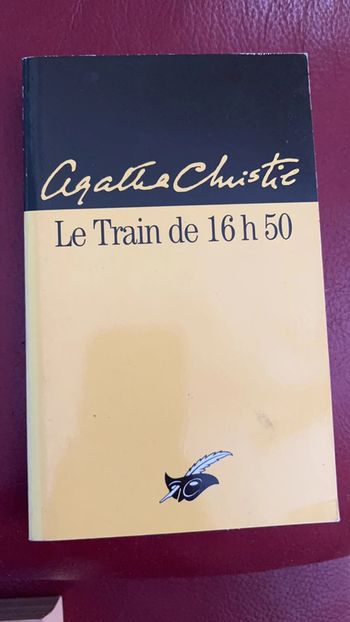 Agatha Christie
Le Train de 16 h 50